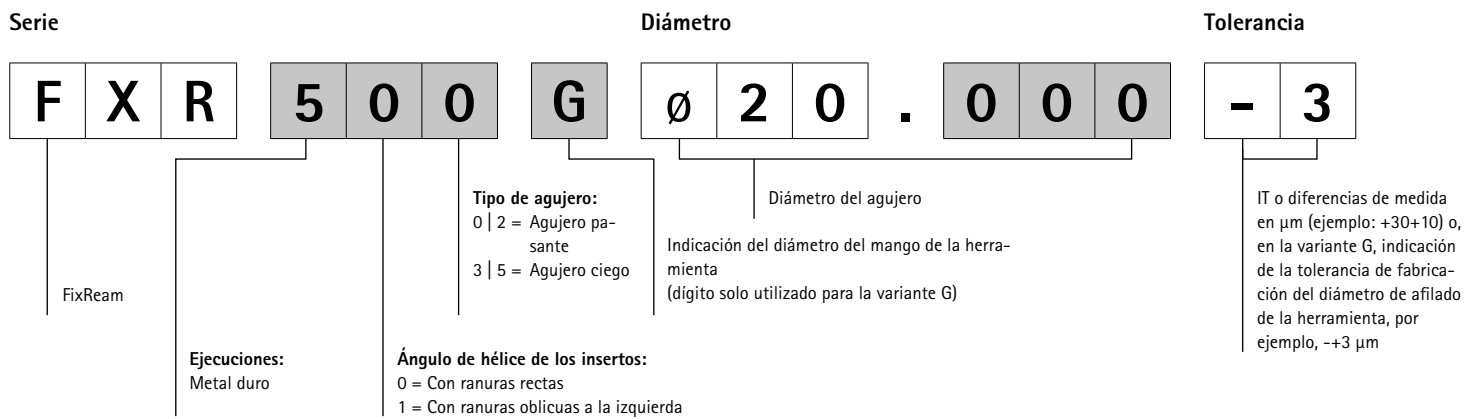 Serie
Diámetro
Tolerancia
F X R 5 0 0 G ø 2 0 . 0 0 0 - 3
Tipo de agujero:
0 | 2 = Agujero pa-
sante
3 | 5 = Agujero ciego
Diámetro del agujero
Indicación del diámetro del mango de la herra-
mienta
(dígito solo utilizado para la variante G)
IT o diferencias de medida
en µm (ejemplo: +30+10) o,
en la variante G, indicación
de la tolerancia de fabrica-
ción del diámetro de afilado
de la herramienta, por
ejemplo, -+3 µm
FixReam
Ejecuciones:
Metal duro
Ángulo de hélice de los insertos:
0 = Con ranuras rectas
1 = Con ranuras oblicuas a la izquierda